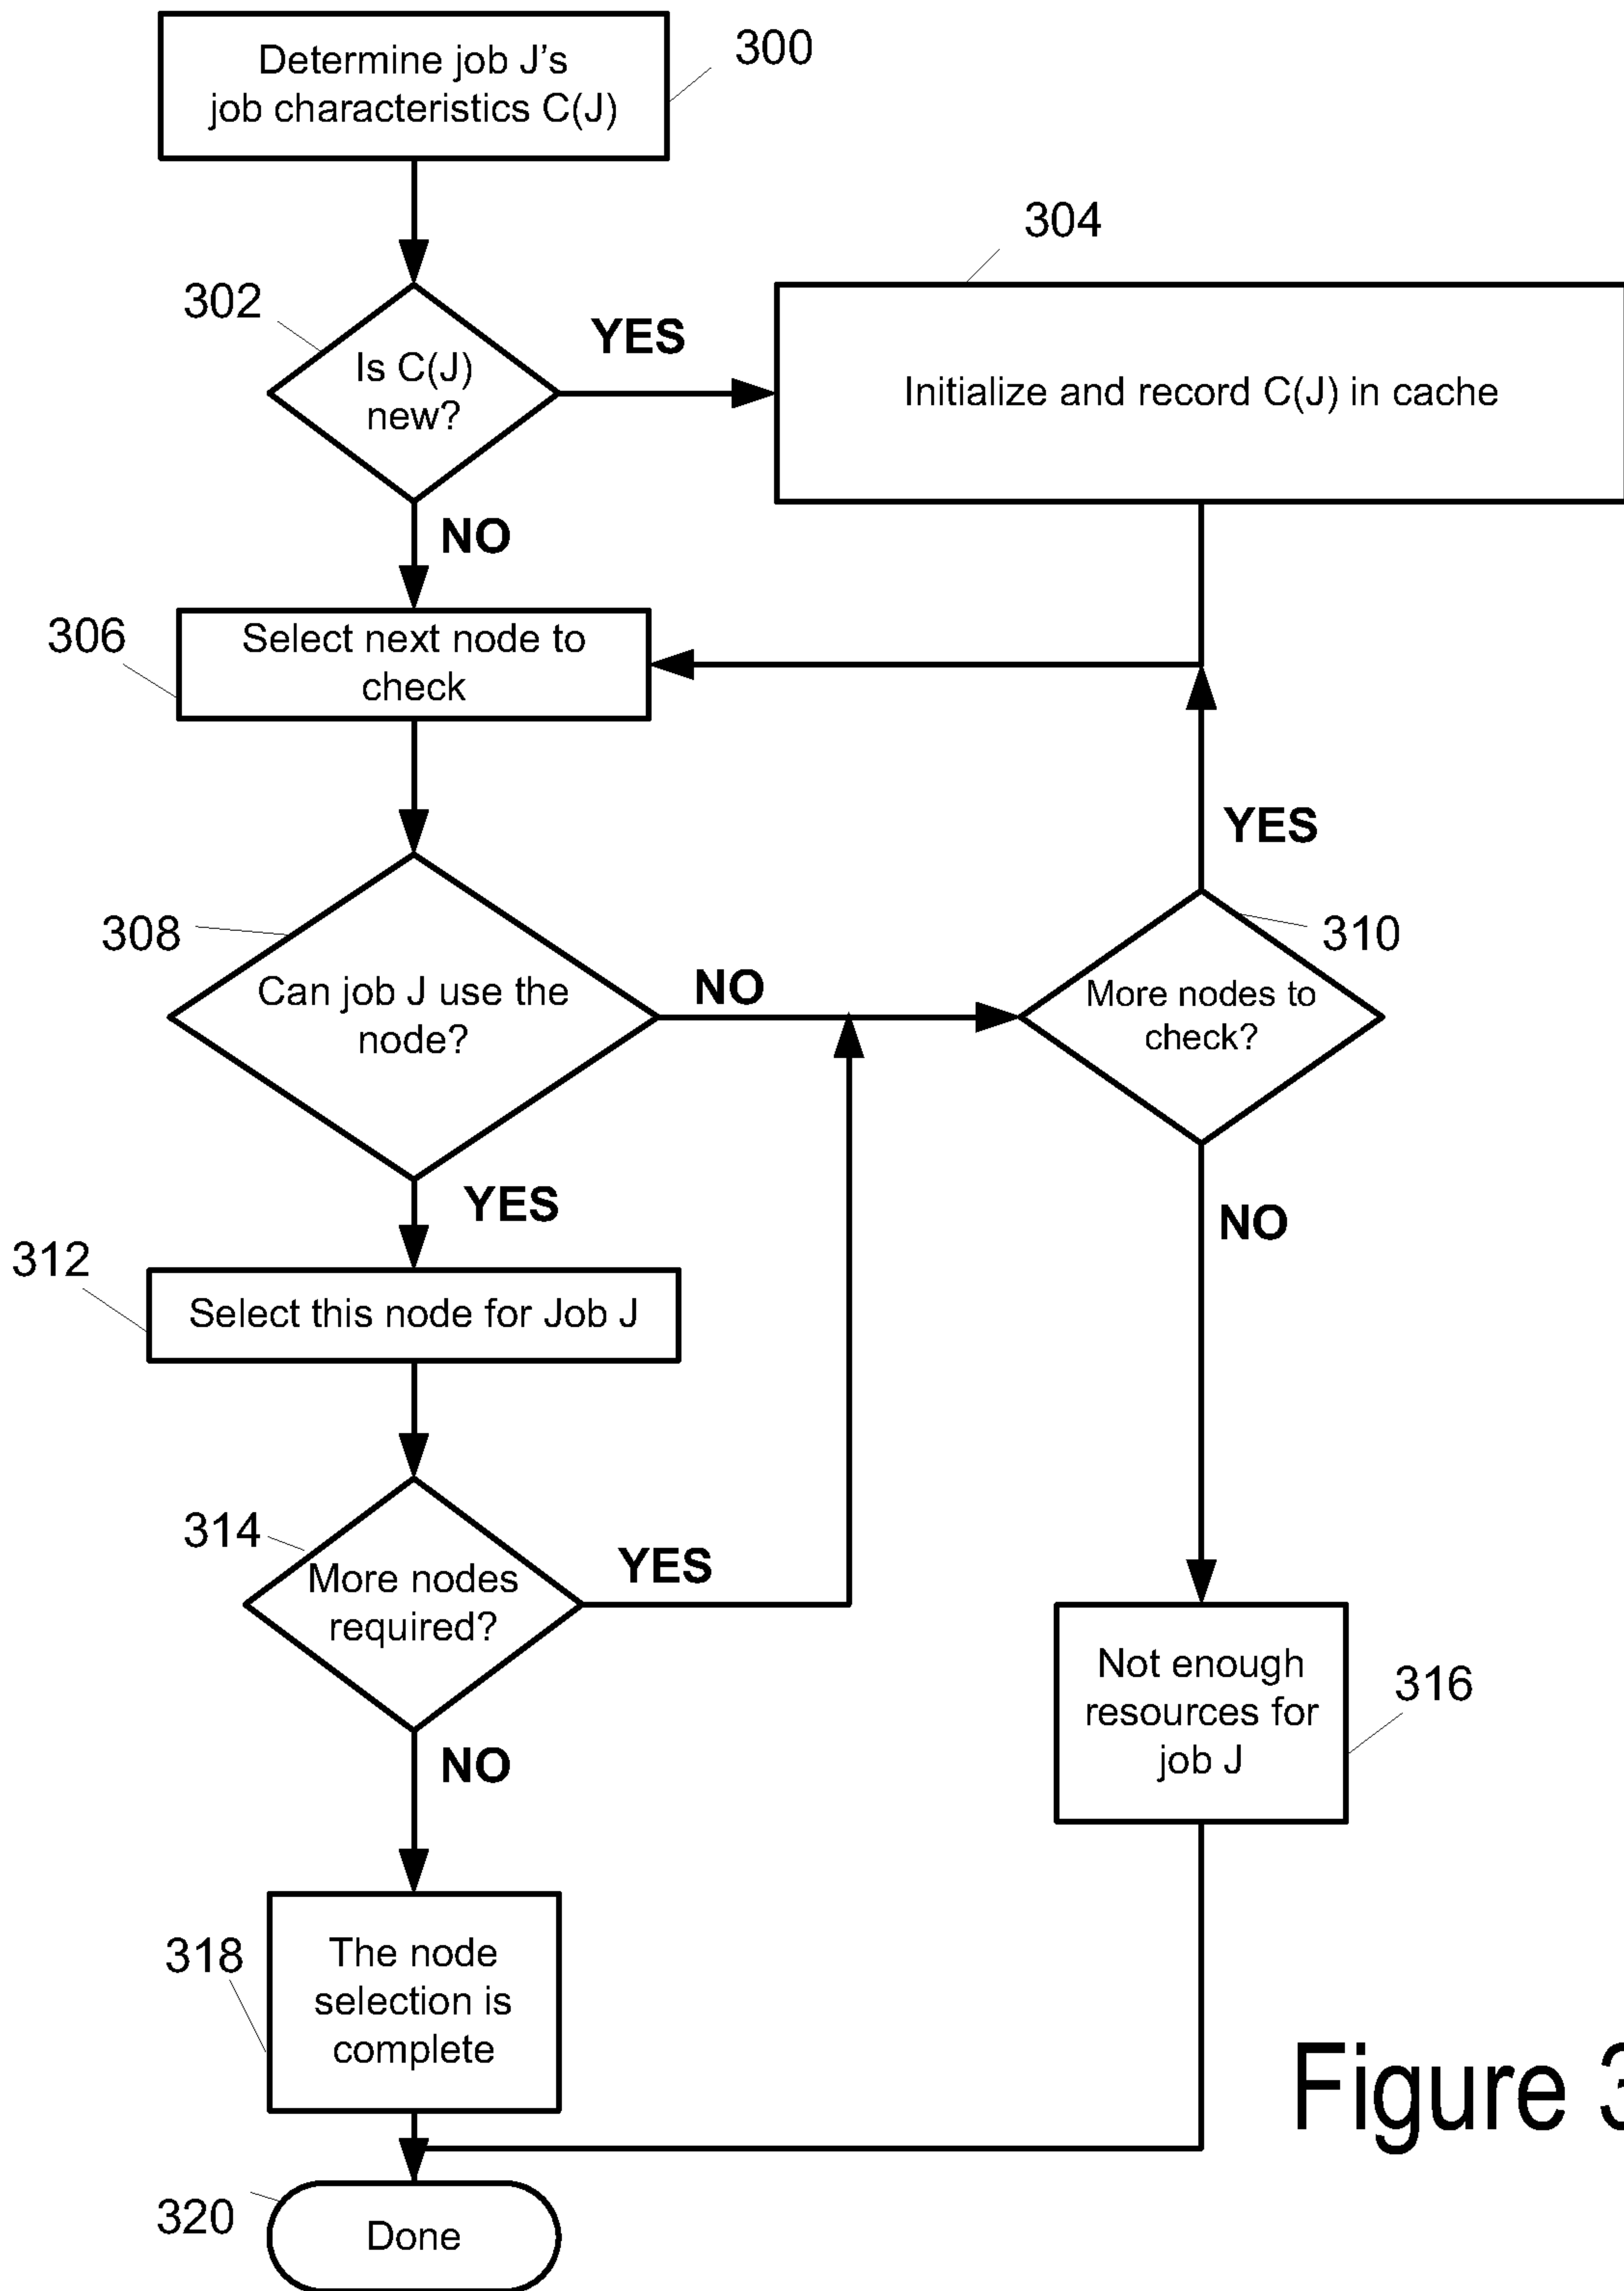 Determine job J's
job characteristics C(J)
300
304
302
Is C(J)
new?
YES
Initialize and record C(J) in cache
NO
306
Select next node to
check
YES
308
Can job J use the
node?
NO
310
More nodes to
check?
YES
NO
312
Select this node for Job J
314
More nodes
required?
YES
NO
Not enough
resources for
job J
316
318
The node
selection is
complete
Figure 3
320
Done